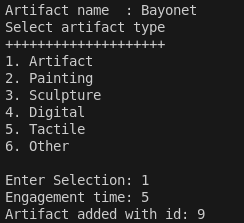 Artifact name  : Bayonet
Select artifact type
++++++++++++++++++++
1. Artifact
2. Painting
3. Sculpture
4. Digital
5. Tactile
6. Other

Enter Selection: 1
Engagement time: 5
Artifact added with id: 9